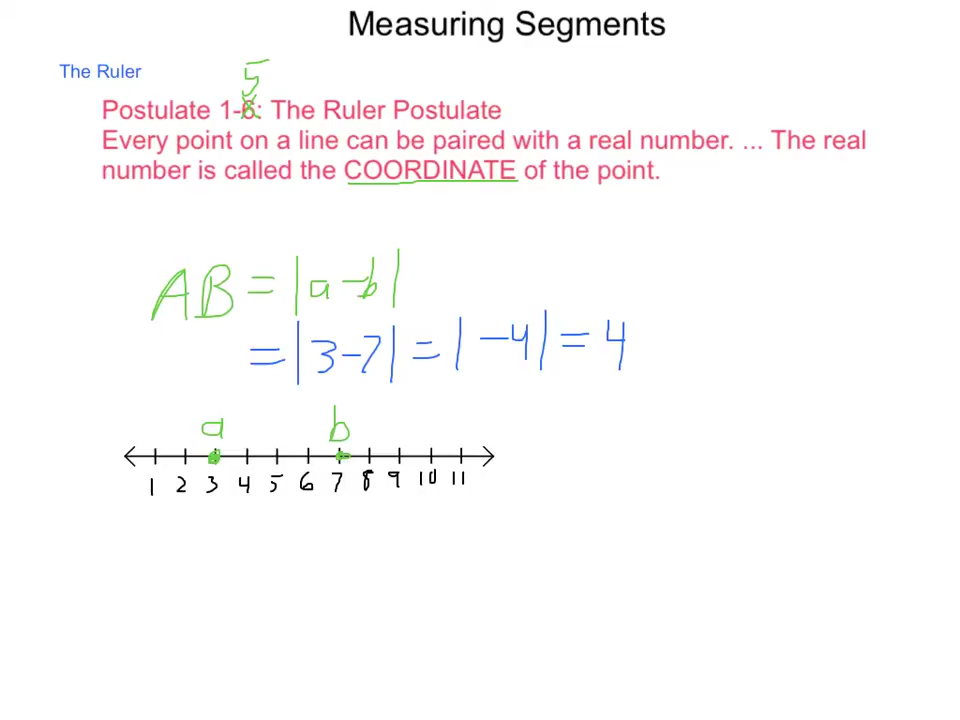 Measuring Segments
The Ruler
5
Postulate 1-6: The Ruler Postulate
Every point on a line can be paired with a real number. ... The real
number is called the COORDINATE of the point.
AB = |a-b|
= |3-7| = |-4| = 4
a b
1 2 3 4 5 6 7 8 9 10 11